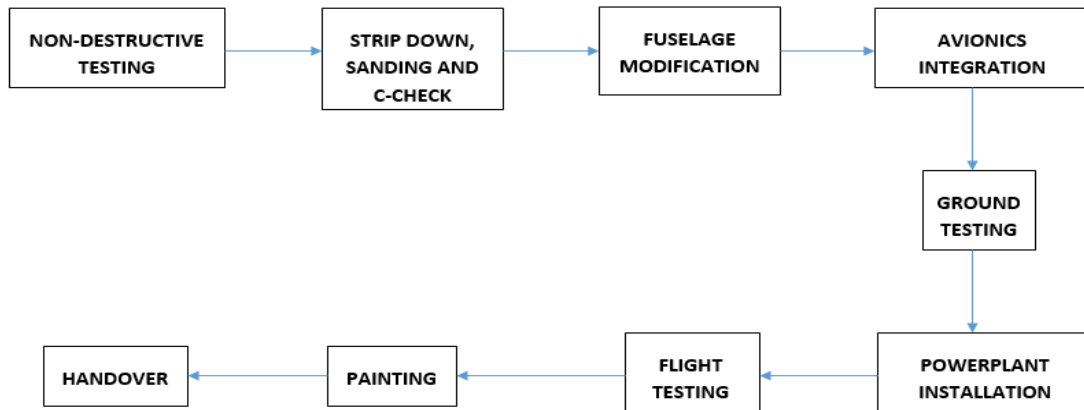 NON-DESTRUCTIVE
TESTING
STRIP DOWN,
SANDING AND
C-CHECK
FUSELAGE
MODIFICATION
AVIONICS
INTEGRATION
GROUND
TESTING
POWERPLANT
INSTALLATION
FLIGHT
TESTING
PAINTING
HANDOVER